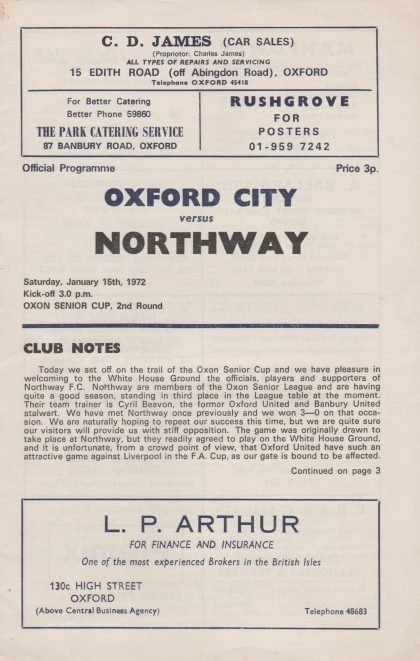 C. D. JAMES (CAR SALES)
(Proprietor: Charles James)
ALL TYPES OF REPAIRS AND SERVICING
15 EDITH ROAD (off Abingdon Road), OXFORD
Telephone OXFORD 45418
For Better Catering
Better Phone 59860
THE PARK CATERING SERVICE
87 BANBURY ROAD, OXFORD
RUSHGROVE
FOR
POSTERS
01-959 7242
Official Programme Price 3p.
OXFORD CITY
versus
NORTHWAY
Saturday, January 15th, 1972
Kick-off 3.0 p.m.
OXON SENIOR CUP, 2nd Round
CLUB NOTES
Today we set off on the trail of the Oxon Senior Cup and we have pleasure in
welcoming to the White House Ground the officials, players and supporters of
Northway F.C. Northway are members of the Oxon Senior League and are having
quite a good season, standing in third place in the League table at the moment.
Their team trainer is Cyril Beavon, the former Oxford United and Banbury United
stalwart. We have met Northway once previously and we won 3—0 on that occa-
sion. We are naturally hoping to repeat our success this time, but we are quite sure
our visitors will provide us with stiff opposition. The game was originally drawn to
take place at Northway, but they readily agreed to play on the White House Ground,
and it is unfortunate, from a crowd point of view, that Oxford United have such an
attractive game against Liverpool in the F.A. Cup, as our gate is bound to be affected.
Continued on page 3
L. P. ARTHUR
FOR FINANCE AND INSURANCE
One of the most experienced Brokers in the British Isles
130c HIGH STREET
OXFORD
(Above Central Business Agency) Telephone 48683